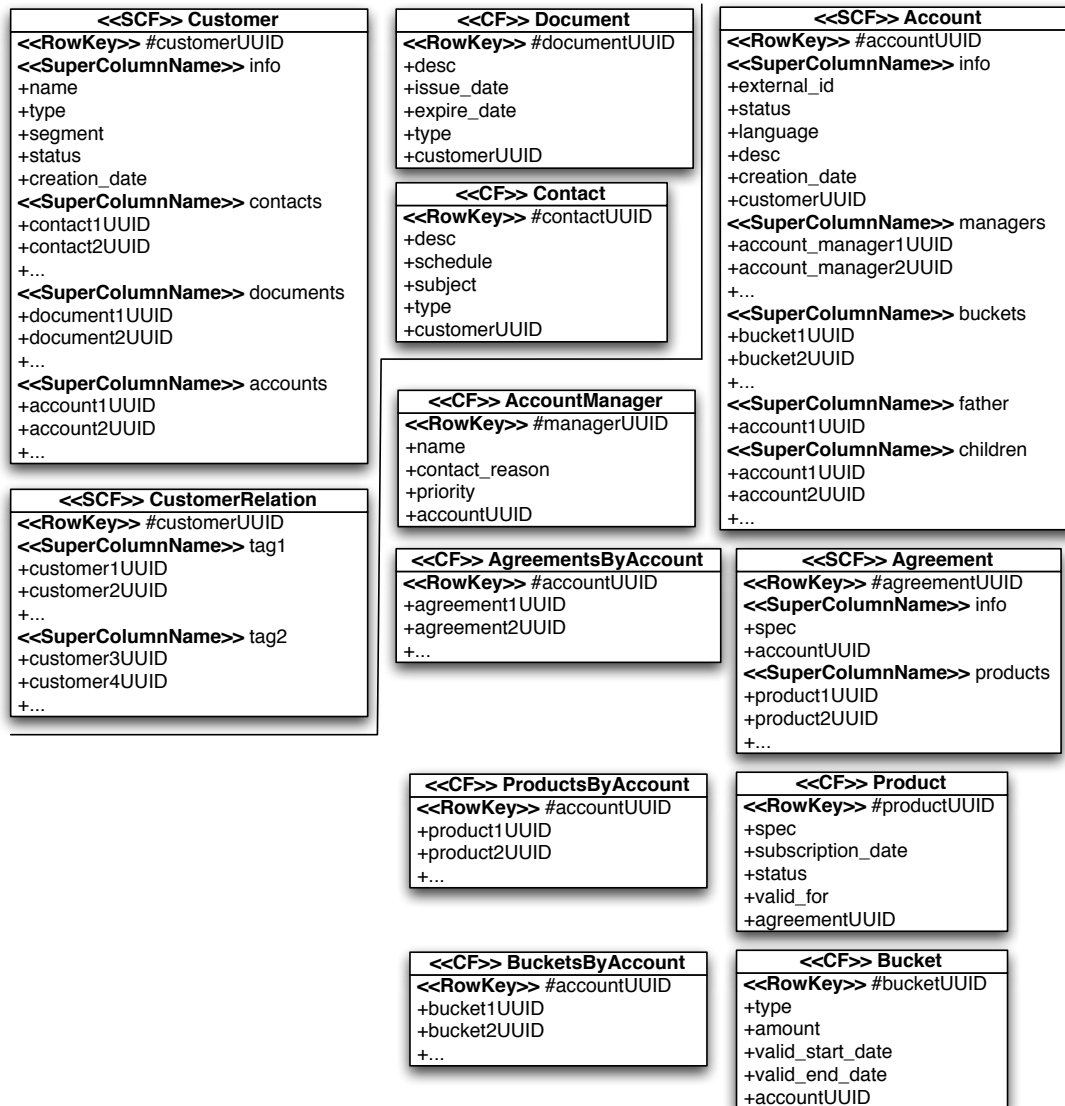 <<SCF>> Customer
<<RowKey>> #customerUUID
<<SuperColumnName>> info
+name
+type
+segment
+status
+creation_date
<<SuperColumnName>> contacts
+contact1UUID
+contact2UUID
+...
<<SuperColumnName>> documents
+document1UUID
+document2UUID
+...
<<SuperColumnName>> accounts
+account1UUID
+account2UUID
+...
<<SCF>> CustomerRelation
<<RowKey>> #customerUUID
<<SuperColumnName>> tag1
+customer1UUID
+customer2UUID
+...
<<SuperColumnName>> tag2
+customer3UUID
+customer4UUID
+...
<<CF>> Document
<<RowKey>> #documentUUID
+desc
+issue_date
+expire_date
+type
+customerUUID
<<CF>> Contact
<<RowKey>> #contactUUID
+desc
+schedule
+subject
+type
+customerUUID
<<CF>> AccountManager
<<RowKey>> #managerUUID
+name
+contact_reason
+priority
+accountUUID
<<CF>> AgreementsByAccount
<<RowKey>> #accountUUID
+agreement1UUID
+agreement2UUID
+...
<<CF>> ProductsByAccount
<<RowKey>> #accountUUID
+product1UUID
+product2UUID
+...
<<CF>> BucketsByAccount
<<RowKey>> #accountUUID
+bucket1UUID
+bucket2UUID
+...
<<SCF>> Account
<<RowKey>> #accountUUID
<<SuperColumnName>> info
+external_id
+status
+language
+desc
+creation_date
+customerUUID
<<SuperColumnName>> managers
+account_manager1UUID
+account_manager2UUID
+...
<<SuperColumnName>> buckets
+bucket1UUID
+bucket2UUID
+...
<<SuperColumnName>> father
+account1UUID
<<SuperColumnName>> children
+account1UUID
+account2UUID
+...
<<SCF>> Agreement
<<RowKey>> #agreementUUID
<<SuperColumnName>> info
+spec
+accountUUID
<<SuperColumnName>> products
+product1UUID
+product2UUID
+...
<<CF>> Product
<<RowKey>> #productUUID
+spec
+subscription_date
+status
+valid_for
+agreementUUID
<<CF>> Bucket
<<RowKey>> #bucketUUID
+type
+amount
+valid_start_date
+valid_end_date
+accountUUID